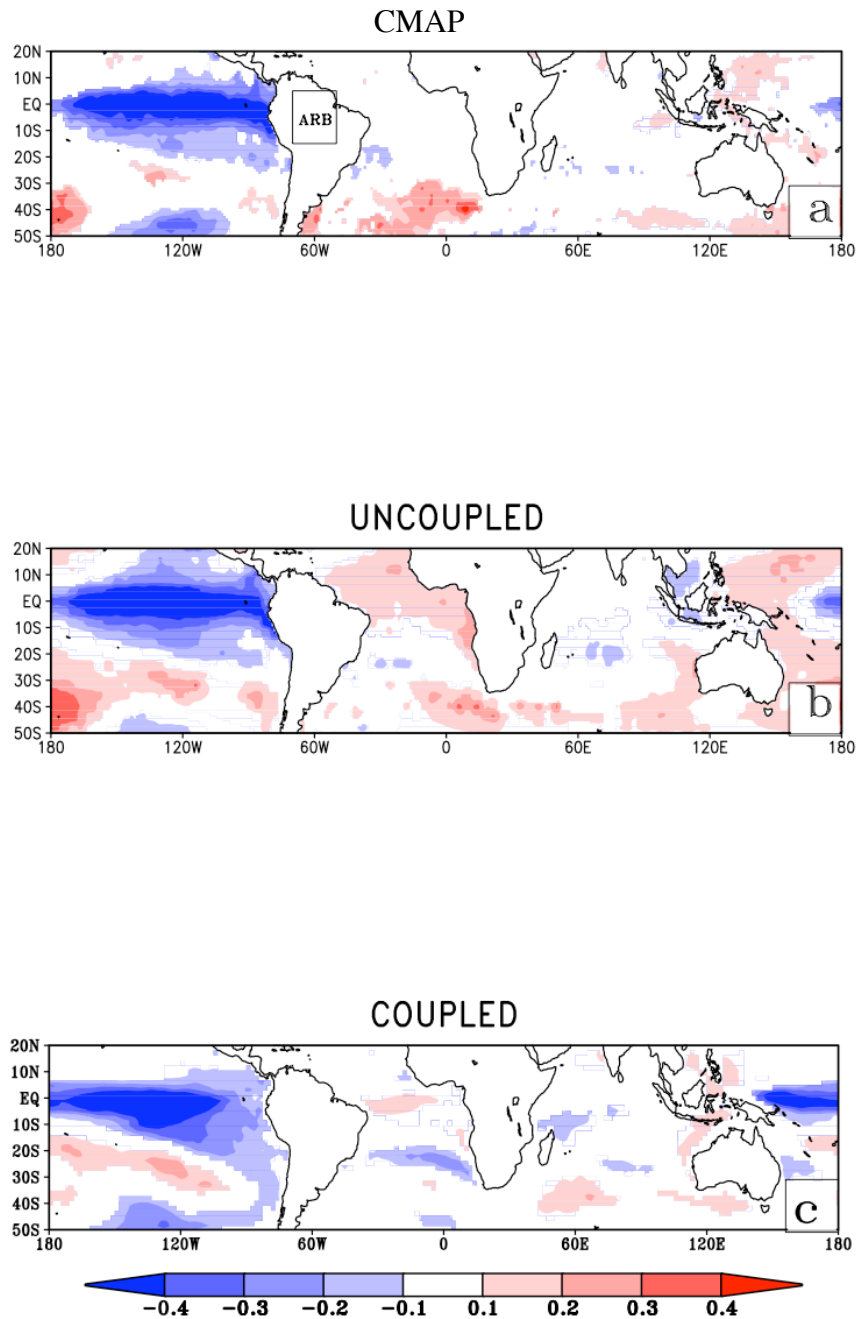 CMAP
20N
10N
EQ
ARB
10S
20S
30S
40S
a
50S
180 120W 60W 0 60E 120E 180
UNCOUPLED
20N
10N
EQ
10S
20S
30S
40S
b
50S
180 120W 60W 0 60E 120E 180
COUPLED
20N
10N
EQ
10S
20S
30S
40S
c
50S
180 120W 60W 0 60E 120E 180
-0.4 -0.3 -0.2 -0.1 0.1 0.2 0.3 0.4